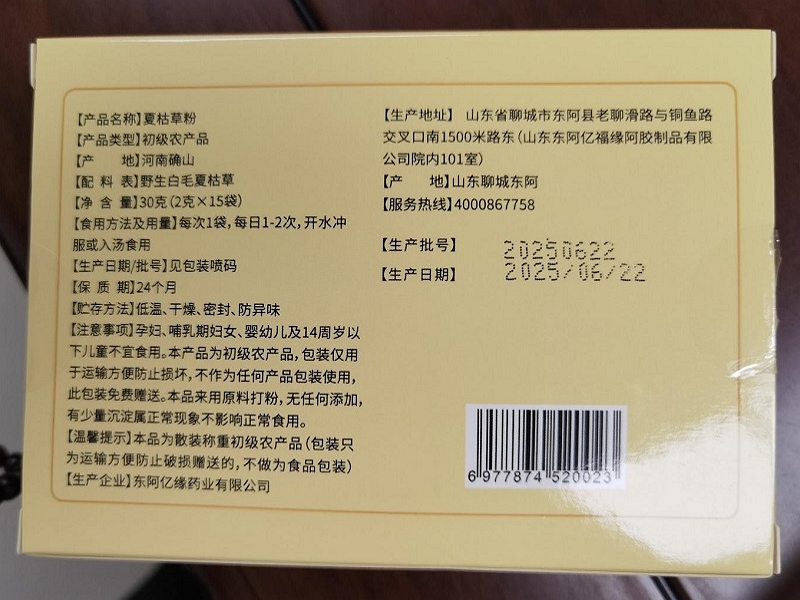 【产品名称】夏枯草粉
【产品类型】初级农产品
【产 地】河南确山
【配 料 表】野生白毛夏枯草
【净 含 量】30克（2克×15袋）
【食用方法及用量】每次1袋，每日1-2次，开水冲
服或入汤食用
【生产日期/批号】见包装喷码
【保 质 期】24个月
【贮存方法】低温、干燥、密封、防异味
【注意事项】孕妇、哺乳期妇女、婴幼儿及14周岁以
下儿童不宜食用。本产品为初级农产品，包装仅用
于运输方便防止损坏，不作为任何产品包装使用，
此包装免费赠送。本品来用原料打粉，无任何添加，
有少量沉淀属正常现象不影响正常食用。
【温馨提示】本品为散装称重初级农产品（包装只
为运输方便防止破损赠送的，不做为食品包装）
【生产企业】东阿亿缘药业有限公司
【生产地址】 山东省聊城市东阿县老聊滑路与铜鱼路
交叉口南1500米路东（山东东阿亿福缘阿胶制品有限
公司院内101室）
【产 地】山东聊城东阿
【服务热线】4000867758
【生产批号】 20250622
【生产日期】 2025/06/22
6 977874 520023